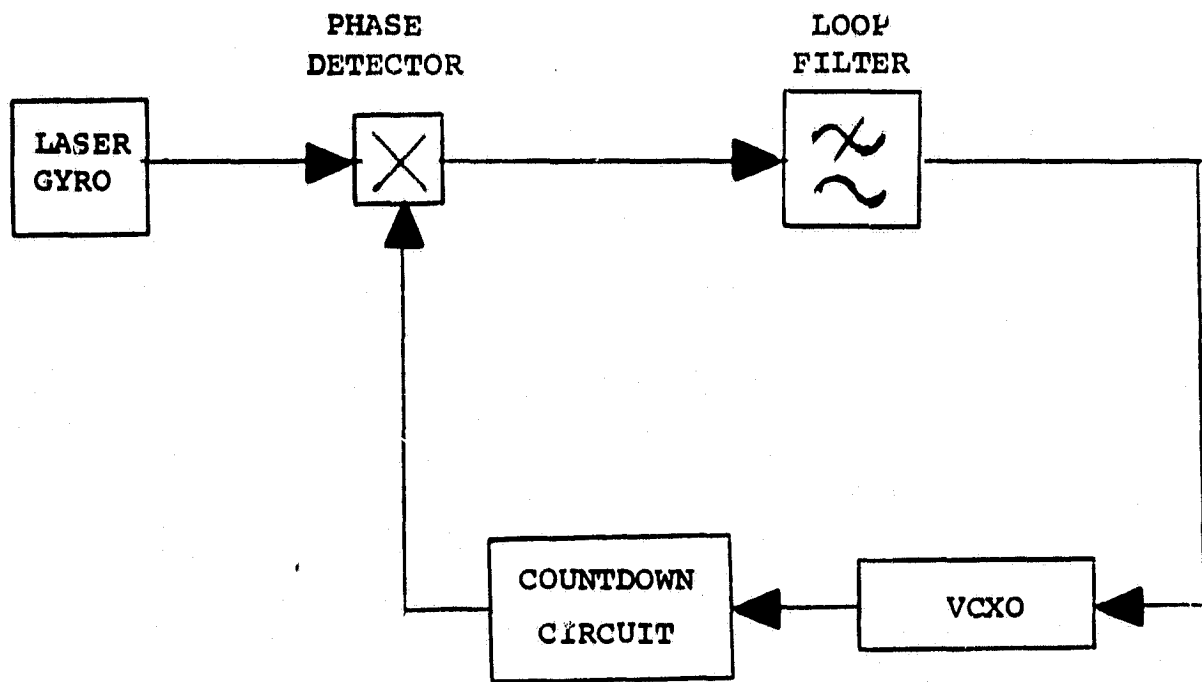 PHASE
DETECTOR
LOOP
FILTER
LASER
GYRO
COUNTDOWN
CIRCUIT
VCXO